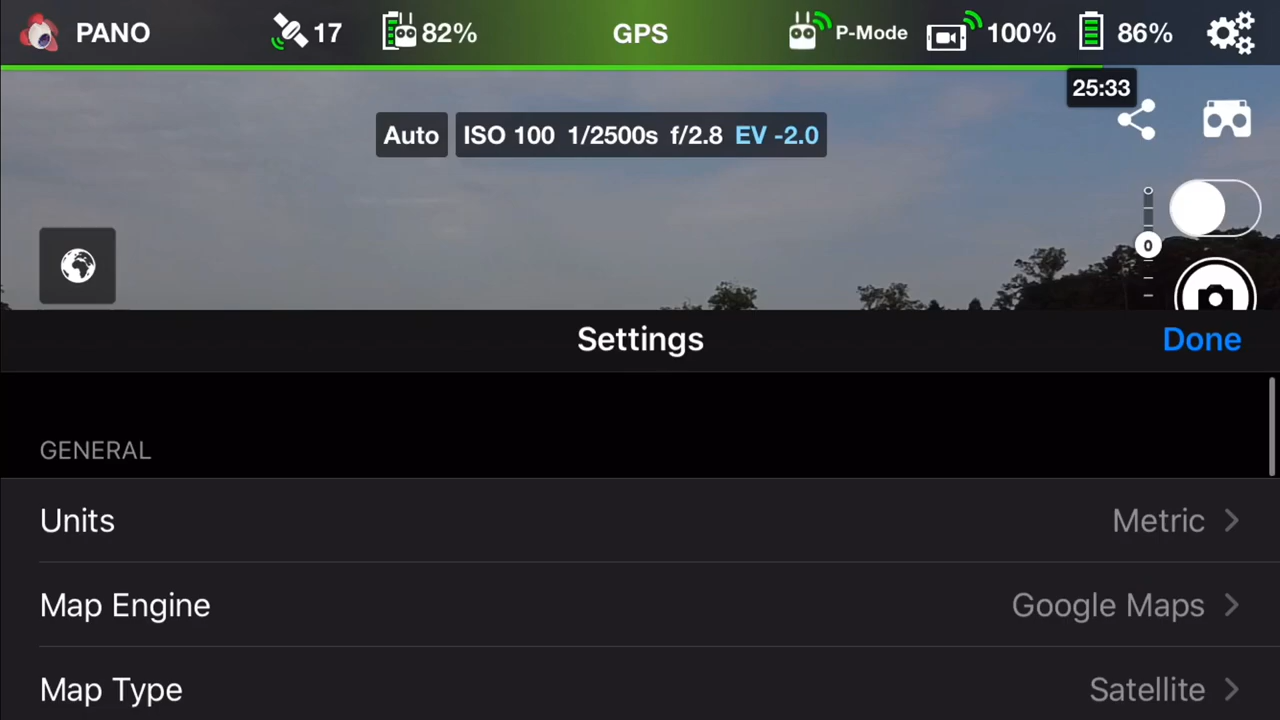 PANO 17 82% GPS P-Mode 100% 86%
25:33
Auto ISO 100 1/2500s f/2.8 EV -2.0
0
Settings Done
GENERAL
Units Metric
Map Engine Google Maps
Map Type Satellite